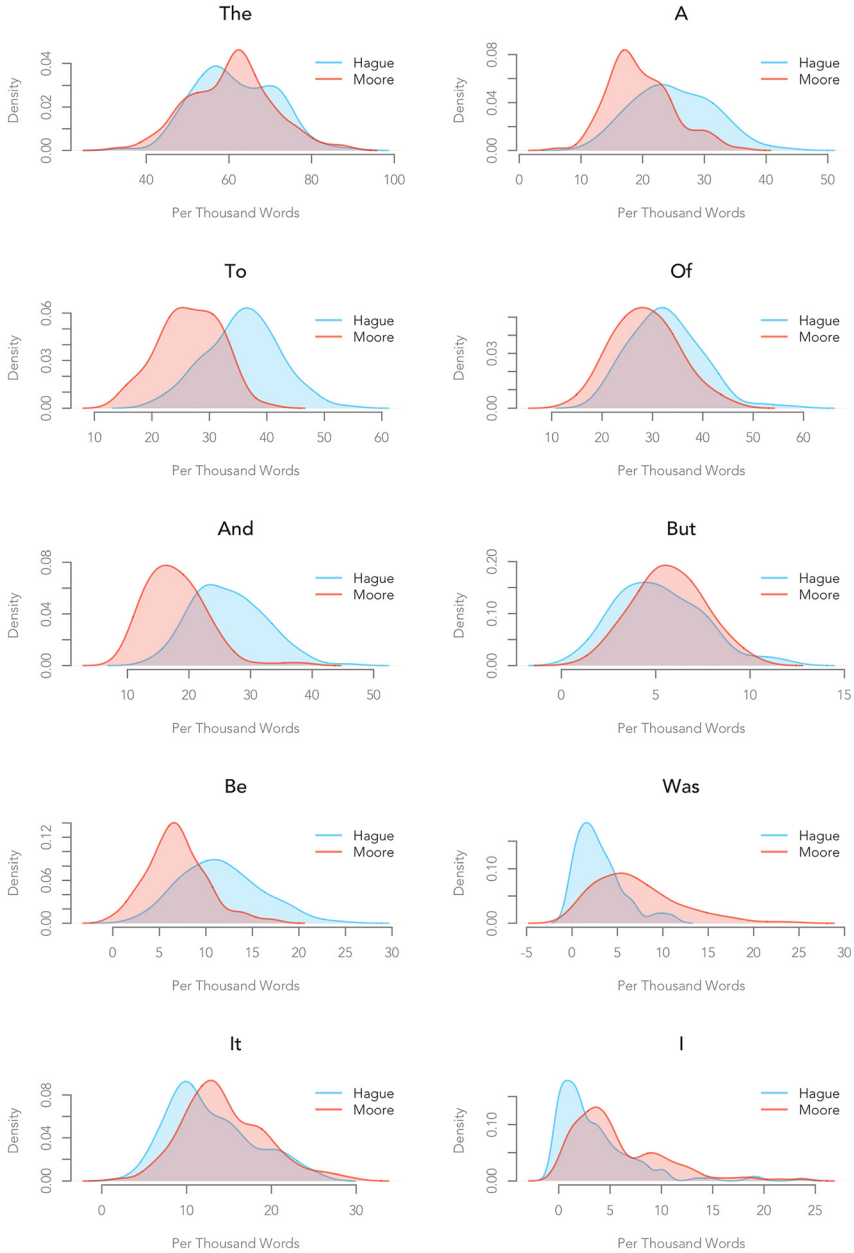 The
Density
0.00 0.02 0.04
Hague
Moore
40 60 80 100
Per Thousand Words
A
Density
0.00 0.04 0.08
Hague
Moore
0 10 20 30 40 50
Per Thousand Words
To
Density
0.00 0.03 0.06
Hague
Moore
10 20 30 40 50 60
Per Thousand Words
Of
Density
0.00 0.03
Hague
Moore
10 20 30 40 50 60
Per Thousand Words
And
Density
0.00 0.04 0.08
Hague
Moore
10 20 30 40 50
Per Thousand Words
But
Density
0.00 0.10 0.20
Hague
Moore
0 5 10 15
Per Thousand Words
Be
Density
0.00 0.06 0.12
Hague
Moore
0 5 10 15 20 25 30
Per Thousand Words
Was
Density
0.00 0.10
Hague
Moore
-5 0 5 10 15 20 25 30
Per Thousand Words
It
Density
0.00 0.04 0.08
Hague
Moore
0 10 20 30
Per Thousand Words
I
Density
0.00 0.10
Hague
Moore
0 5 10 15 20 25
Per Thousand Words